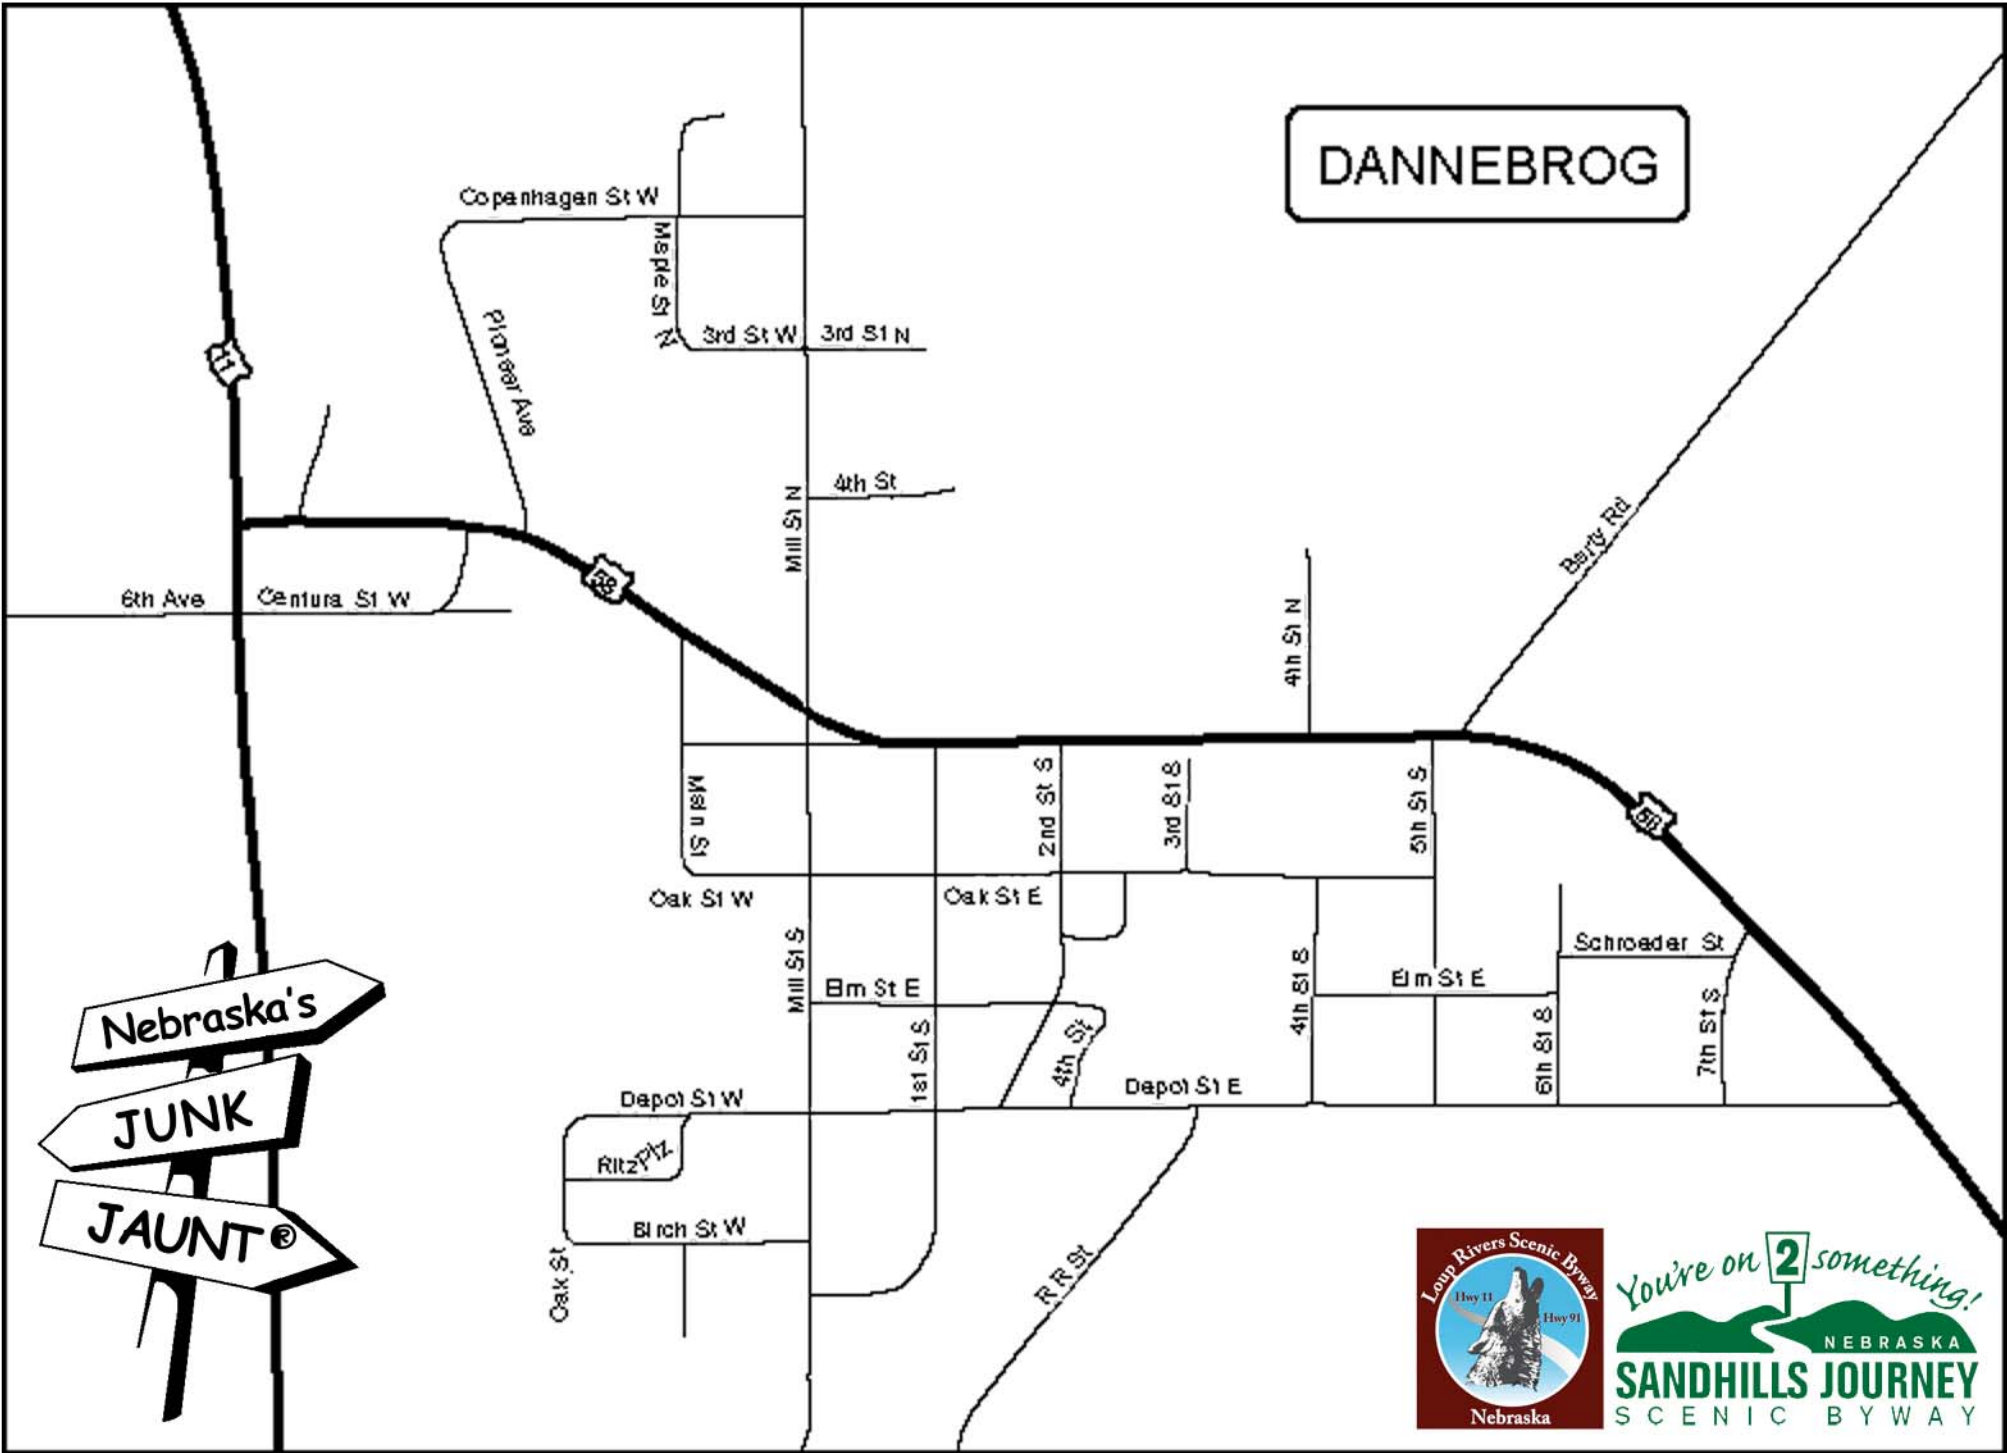 DANNEBROG
Copenhagen St W
Maple St N
3rd St W
3rd St N
Pioneer Ave
11
4th St
Mill St N
58
6th Ave
Centura St W
4th St N
Berty Rd
Main St
2nd St S
3rd St S
5th St S
58
Oak St W
Oak St E
Mill St S
Elm St E
4th St S
Elm St E
Schroeder St
1st St S
4th St
6th St S
7th St S
Depot St W
Depot St E
Ritz Plz
Birch St W
Oak St
R R St
Nebraska's
JUNK
JAUNT®
Loup Rivers Scenic Byway
Hwy 11
Hwy 91
Nebraska
You're on 2 something!
NEBRASKA
SANDHILLS JOURNEY
SCENIC BYWAY